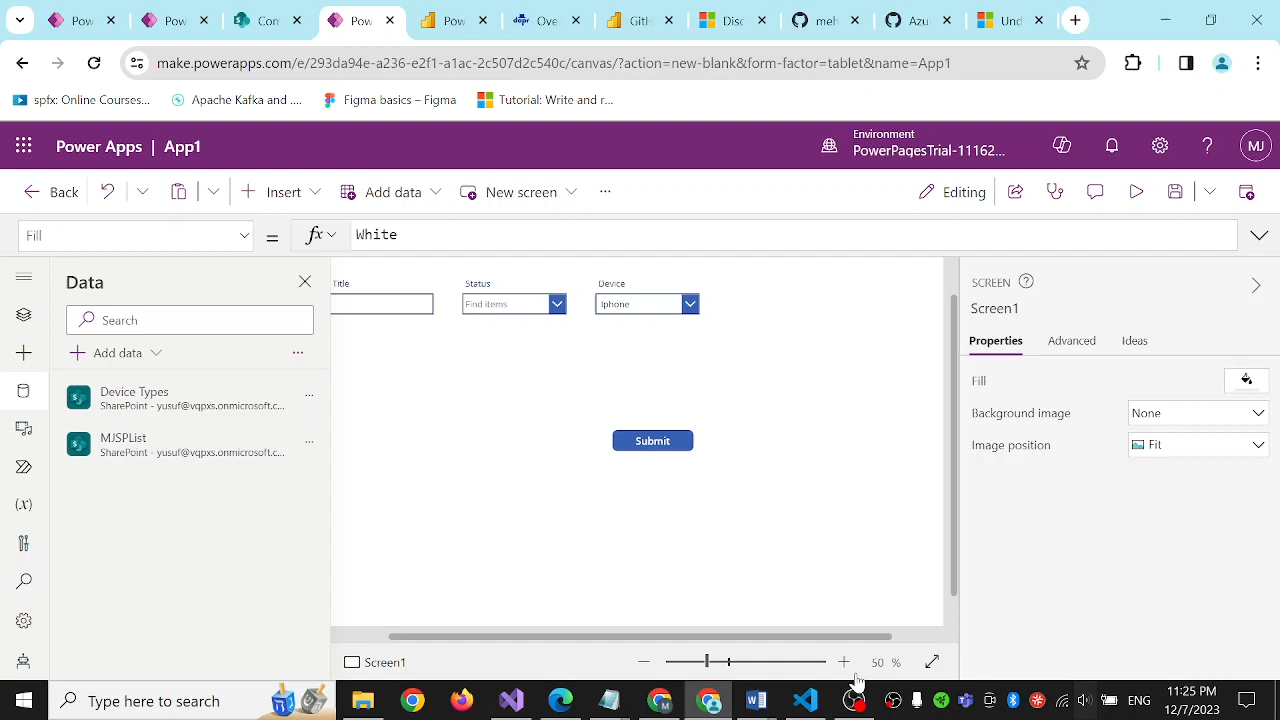 Pow
Pow
Con
Pow
Pow
dapr
Ove
GitH
Disc
meh
Azu
Und
make.powerapps.com/e/293da94e-a236-e2f1-a1ac-2c507d2c540c/canvas/?action=new-blank&form-factor=tablet&name=App1
spfx, Online Courses...
Apache Kafka and ....
Figma basics – Figma
Tutorial: Write and r...
Power Apps | App1
Environment
PowerPagesTrial-11162...
MJ
Back
Insert
Add data
New screen
...
Editing
Fill
=
fx
White
Data
Search
Add data
...
Device Types
SharePoint - yusuf@vqpxs.onmicrosoft.c...
...
MJSPList
SharePoint - yusuf@vqpxs.onmicrosoft.c...
...
Title
Status
Device
Find items
Iphone
Submit
SCREEN
Screen1
Properties
Advanced
Ideas
Fill
Background image
None
Image position
Fit
Screen1
50 %
Type here to search
ENG
11:25 PM
12/7/2023